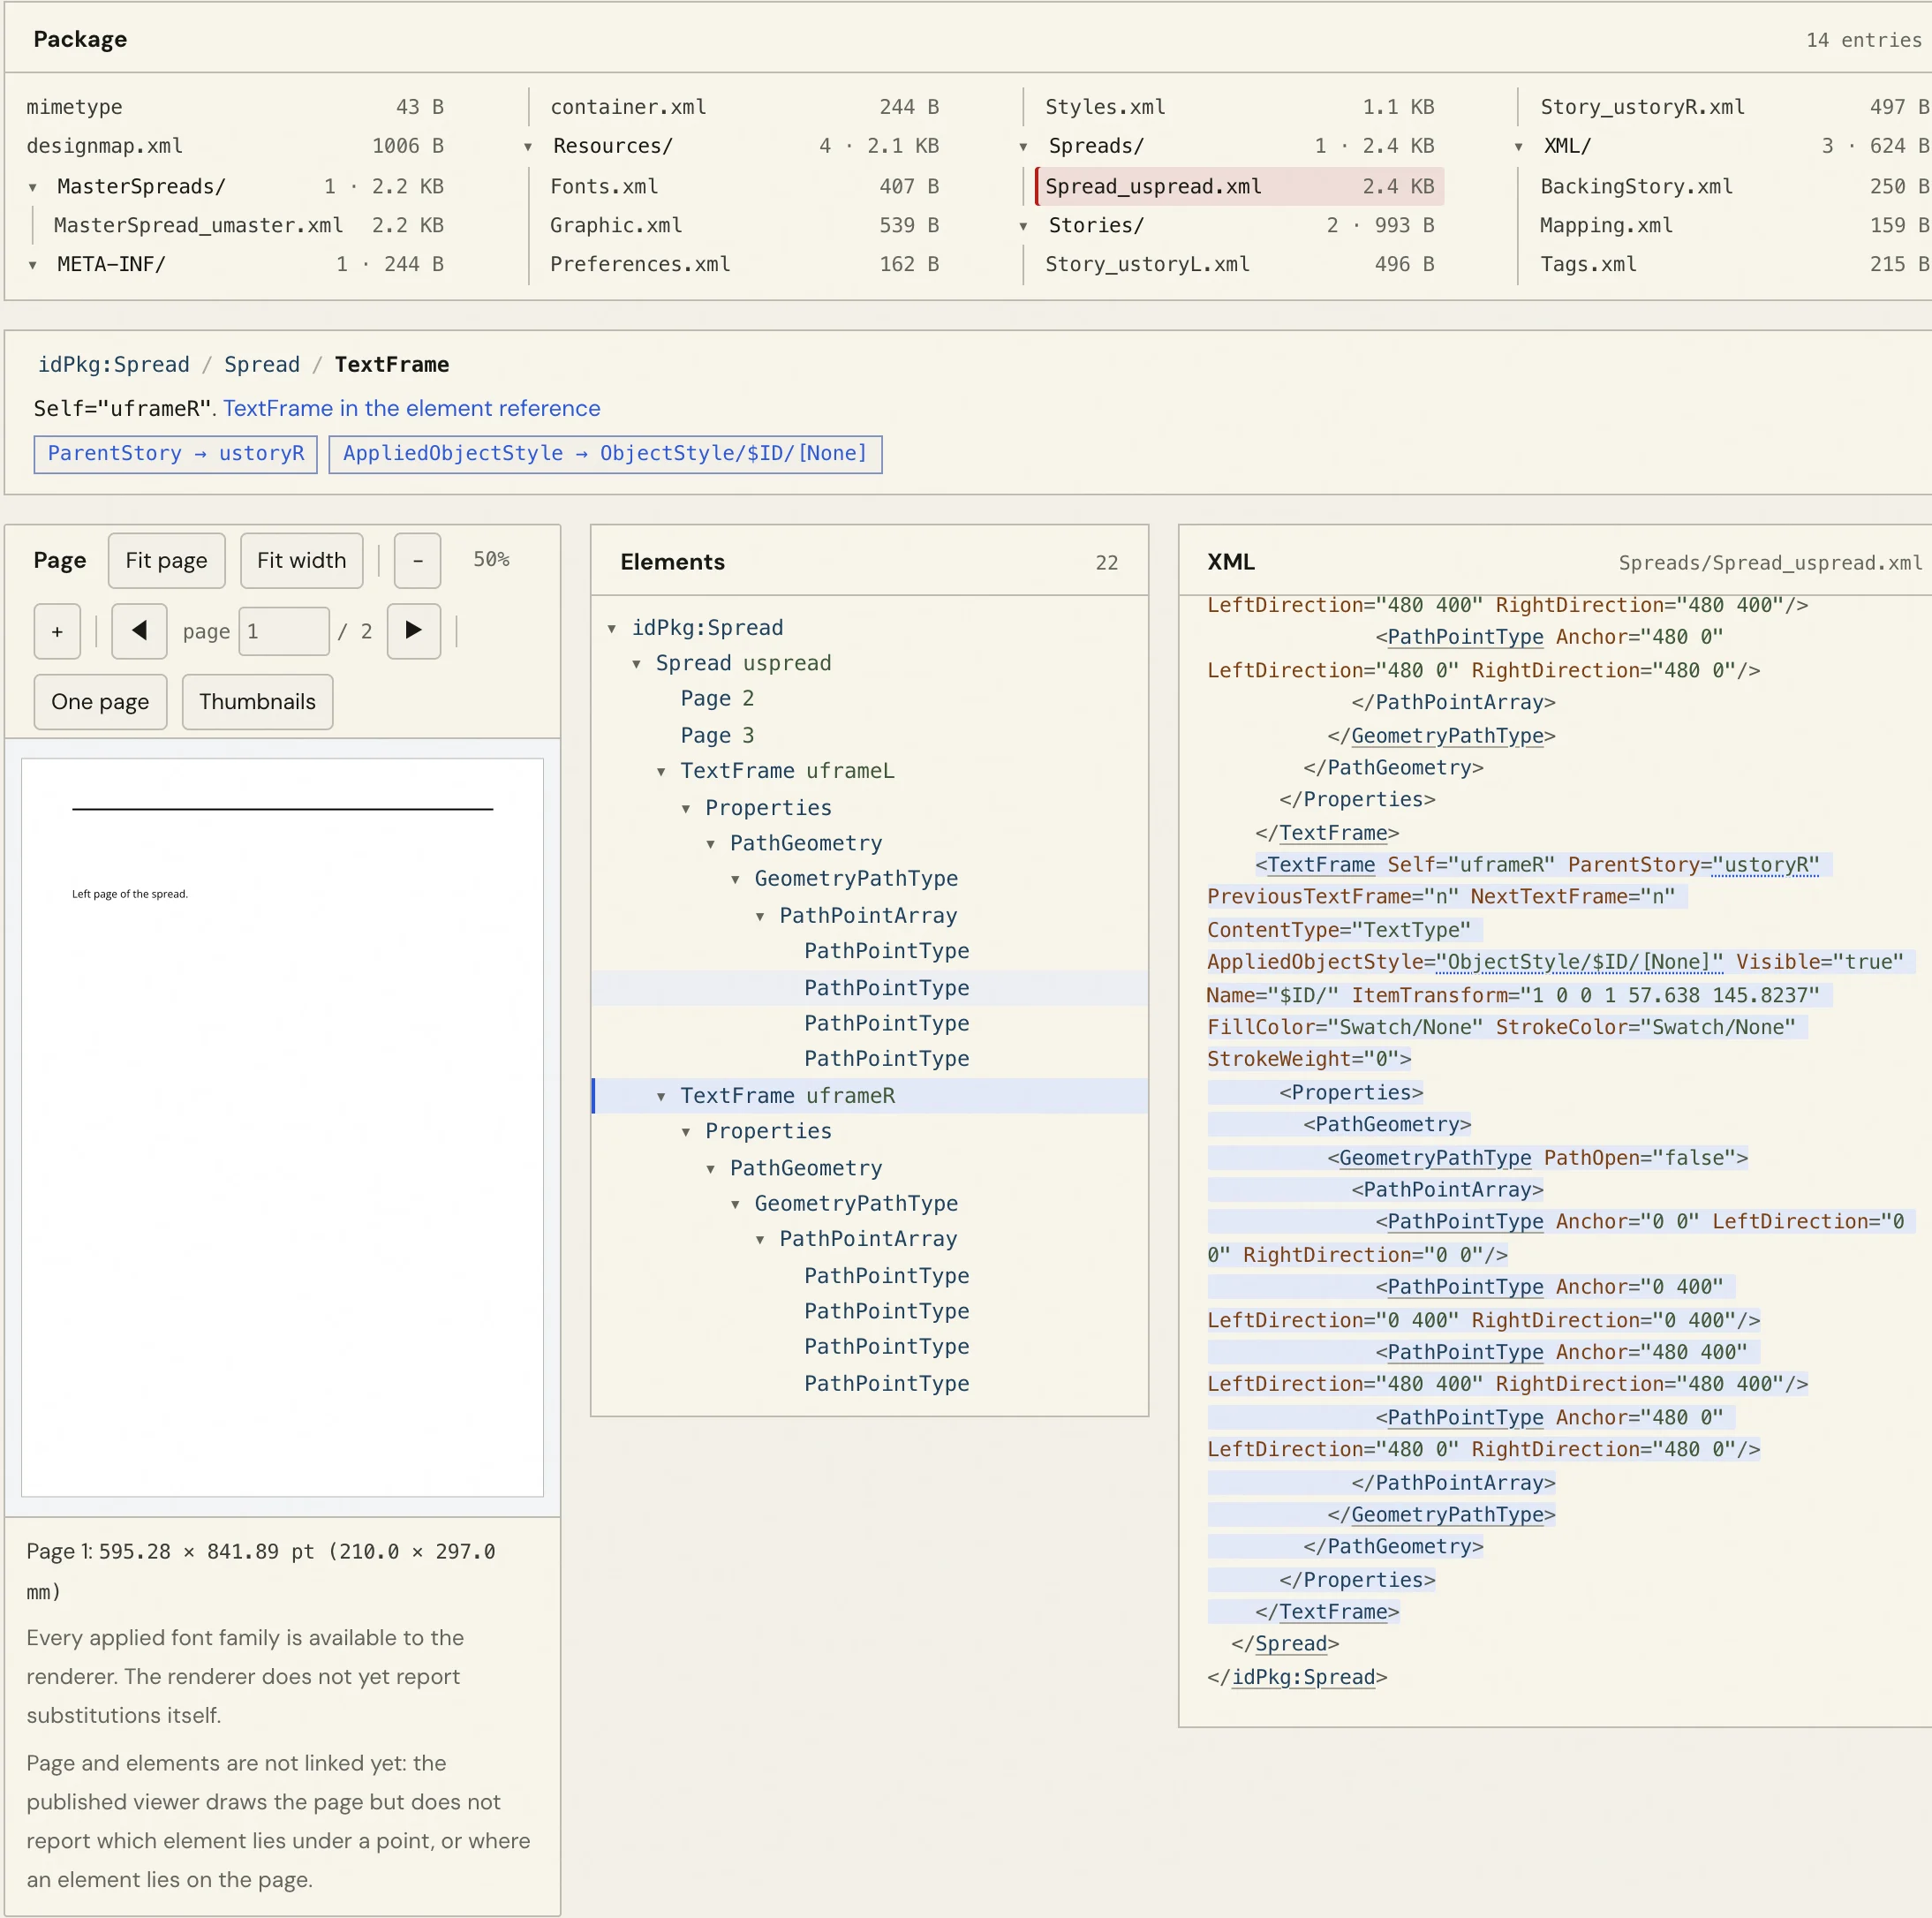 Package
14 entries
mimetype 43 B
designmap.xml 1006 B
▾ MasterSpreads/ 1 · 2.2 KB
MasterSpread_umaster.xml 2.2 KB
▾ META-INF/ 1 · 244 B
container.xml 244 B
▾ Resources/ 4 · 2.1 KB
Fonts.xml 407 B
Graphic.xml 539 B
Preferences.xml 162 B
Styles.xml 1.1 KB
▾ Spreads/ 1 · 2.4 KB
Spread_uspread.xml 2.4 KB
▾ Stories/ 2 · 993 B
Story_ustoryL.xml 496 B
Story_ustoryR.xml 497 B
▾ XML/ 3 · 624 B
BackingStory.xml 250 B
Mapping.xml 159 B
Tags.xml 215 B
idPkg:Spread / Spread / TextFrame
Self="uframeR". TextFrame in the element reference
ParentStory → ustoryR AppliedObjectStyle → ObjectStyle/$ID/[None]
Page Fit page Fit width − 50%
+ ◀ page 1 / 2 ▶
One page Thumbnails
Left page of the spread.
Page 1: 595.28 × 841.89 pt (210.0 × 297.0
mm)
Every applied font family is available to the
renderer. The renderer does not yet report
substitutions itself.
Page and elements are not linked yet: the
published viewer draws the page but does not
report which element lies under a point, or where
an element lies on the page.
Elements 22
▾ idPkg:Spread
▾ Spread uspread
Page 2
Page 3
▾ TextFrame uframeL
▾ Properties
▾ PathGeometry
▾ GeometryPathType
▾ PathPointArray
PathPointType
PathPointType
PathPointType
PathPointType
▾ TextFrame uframeR
▾ Properties
▾ PathGeometry
▾ GeometryPathType
▾ PathPointArray
PathPointType
PathPointType
PathPointType
PathPointType
XML Spreads/Spread_uspread.xml
LeftDirection="480 400" RightDirection="480 400"/>
<PathPointType Anchor="480 0"
LeftDirection="480 0" RightDirection="480 0"/>
</PathPointArray>
</GeometryPathType>
</PathGeometry>
</Properties>
</TextFrame>
<TextFrame Self="uframeR" ParentStory="ustoryR"
PreviousTextFrame="n" NextTextFrame="n"
ContentType="TextType"
AppliedObjectStyle="ObjectStyle/$ID/[None]" Visible="true"
Name="$ID/" ItemTransform="1 0 0 1 57.638 145.8237"
FillColor="Swatch/None" StrokeColor="Swatch/None"
StrokeWeight="0">
<Properties>
<PathGeometry>
<GeometryPathType PathOpen="false">
<PathPointArray>
<PathPointType Anchor="0 0" LeftDirection="0
0" RightDirection="0 0"/>
<PathPointType Anchor="0 400"
LeftDirection="0 400" RightDirection="0 400"/>
<PathPointType Anchor="480 400"
LeftDirection="480 400" RightDirection="480 400"/>
<PathPointType Anchor="480 0"
LeftDirection="480 0" RightDirection="480 0"/>
</PathPointArray>
</GeometryPathType>
</PathGeometry>
</Properties>
</TextFrame>
</Spread>
</idPkg:Spread>